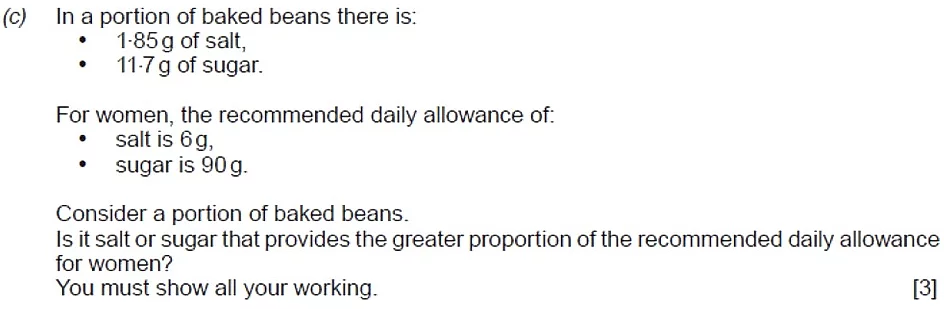 (c) In a portion of baked beans there is:
• 1·85 g of salt,
• 11·7 g of sugar.
For women, the recommended daily allowance of:
• salt is 6 g,
• sugar is 90 g.
Consider a portion of baked beans.
Is it salt or sugar that provides the greater proportion of the recommended daily allowance
for women?
You must show all your working. [3]